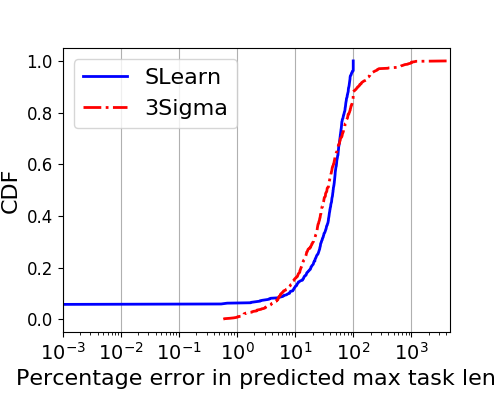 SLearn
3Sigma
CDF
1.0
0.8
0.6
0.4
0.2
0.0
10⁻³ 10⁻² 10⁻¹ 10⁰ 10¹ 10² 10³
Percentage error in predicted max task len